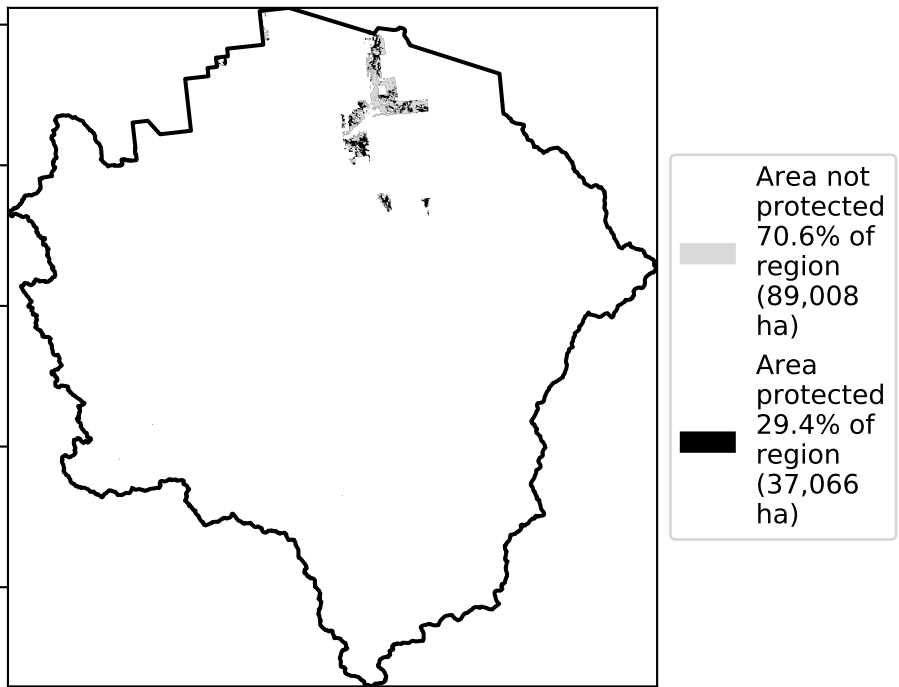 Area not
protected
70.6% of
region
(89,008
ha)
Area
protected
29.4% of
region
(37,066
ha)